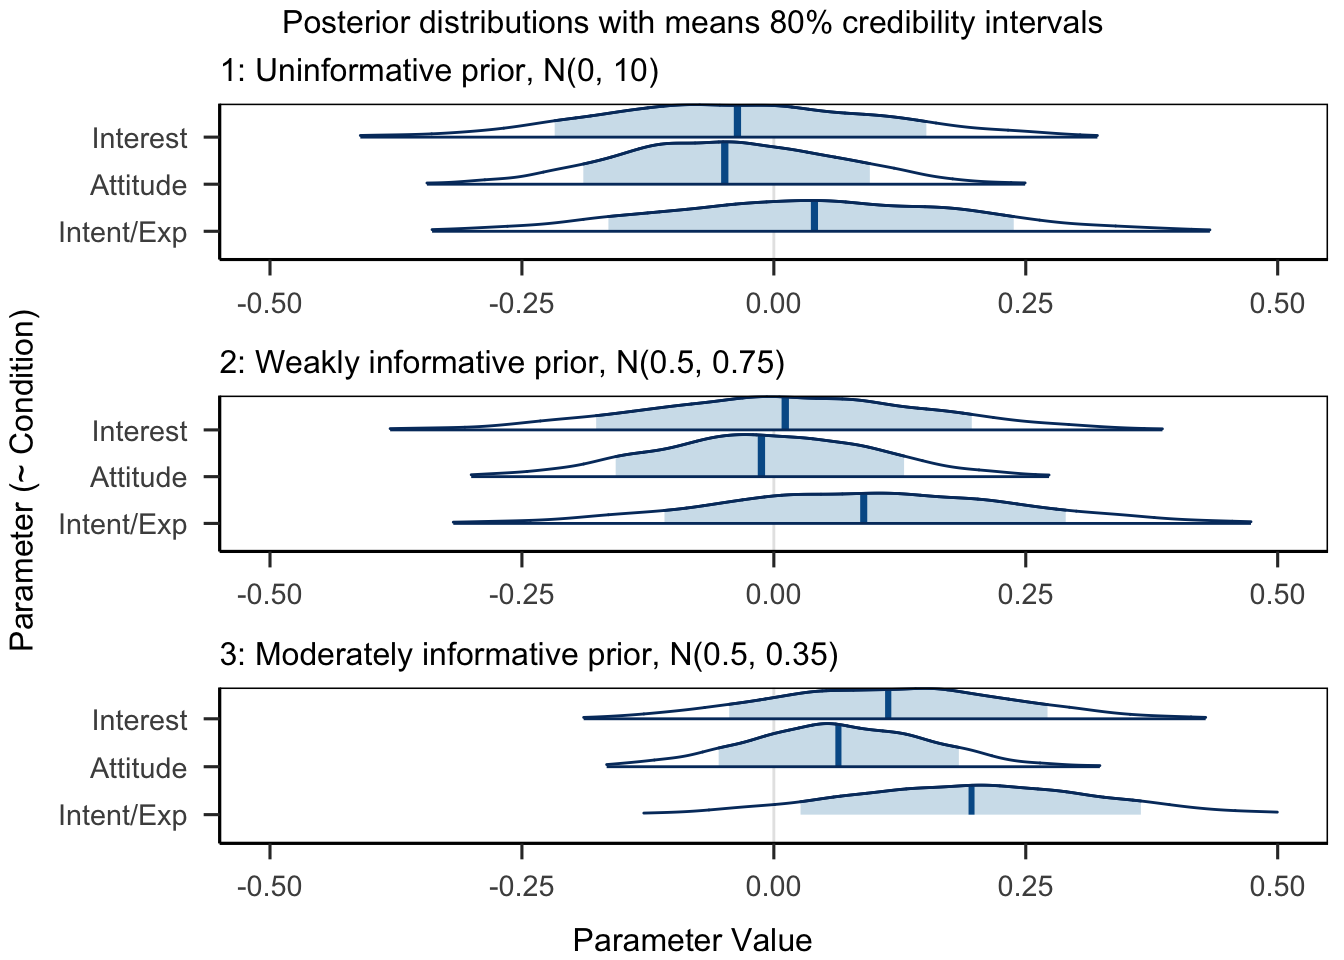 Posterior distributions with means 80% credibility intervals
1: Uninformative prior, N(0, 10)
Interest
Attitude
Intent/Exp
-0.50 -0.25 0.00 0.25 0.50
Parameter (~ Condition)
2: Weakly informative prior, N(0.5, 0.75)
Interest
Attitude
Intent/Exp
-0.50 -0.25 0.00 0.25 0.50
3: Moderately informative prior, N(0.5, 0.35)
Interest
Attitude
Intent/Exp
-0.50 -0.25 0.00 0.25 0.50
Parameter Value